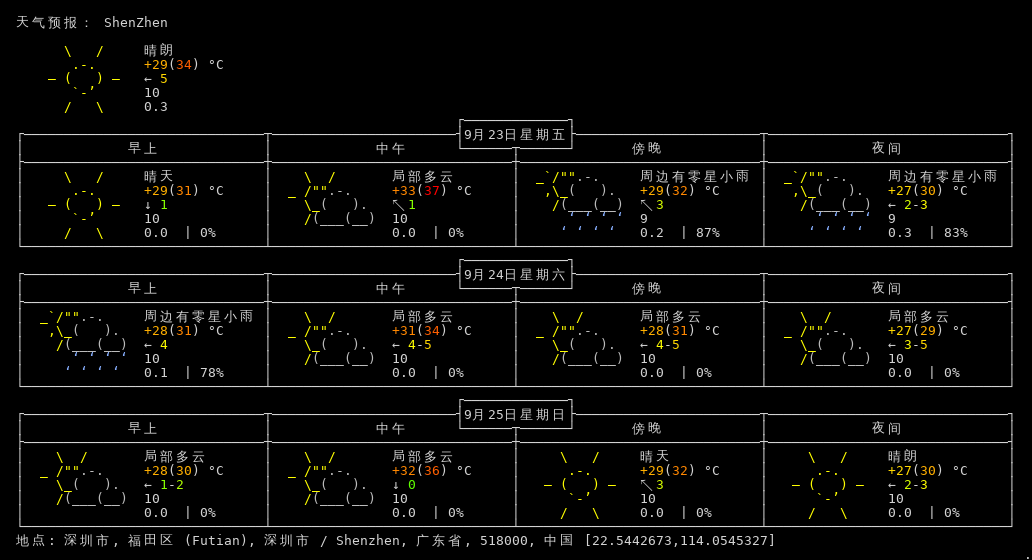 天气预报： ShenZhen
晴朗
+29(34) °C
← 5
10
0.3
9月23日星期五
早上 中午 傍晚 夜间
晴天 局部多云 周边有零星小雨 周边有零星小雨
+29(31) °C +33(37) °C +29(32) °C +27(30) °C
↓ 1 ↖1 ↖3 ← 2-3
10 10 9 9
0.0 | 0% 0.0 | 0% 0.2 | 87% 0.3 | 83%
9月24日星期六
早上 中午 傍晚 夜间
周边有零星小雨 局部多云 局部多云 局部多云
+28(31) °C +31(34) °C +28(31) °C +27(29) °C
← 4 ← 4-5 ← 4-5 ← 3-5
10 10 10 10
0.1 | 78% 0.0 | 0% 0.0 | 0% 0.0 | 0%
9月25日星期日
早上 中午 傍晚 夜间
局部多云 局部多云 晴天 晴朗
+28(30) °C +32(36) °C +29(32) °C +27(30) °C
← 1-2 ↓ 0 ↖3 ← 2-3
10 10 10 10
0.0 | 0% 0.0 | 0% 0.0 | 0% 0.0 | 0%
地点: 深圳市, 福田区 (Futian), 深圳市 / Shenzhen, 广东省, 518000, 中国 [22.5442673,114.0545327]